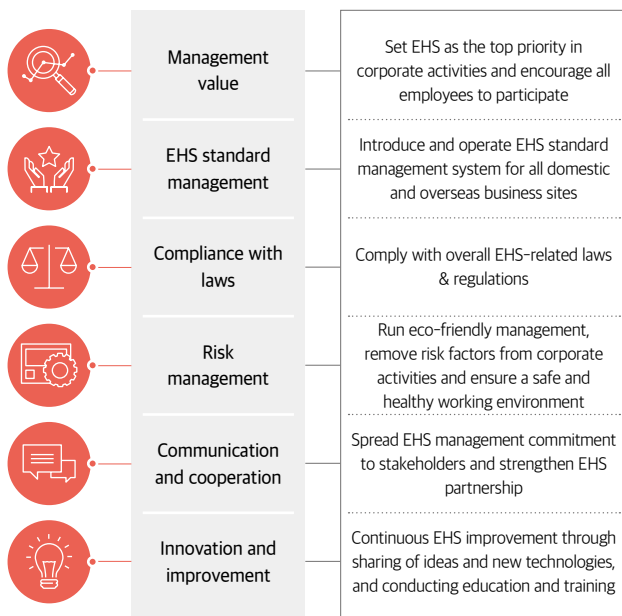 Management
value
Set EHS as the top priority in
corporate activities and encourage all
employees to participate
EHS standard
management
Introduce and operate EHS standard
management system for all domestic
and overseas business sites
Compliance with
laws
Comply with overall EHS-related laws
& regulations
Risk
management
Run eco-friendly management,
remove risk factors from corporate
activities and ensure a safe and
healthy working environment
Communication
and cooperation
Spread EHS management commitment
to stakeholders and strengthen EHS
partnership
Innovation and
improvement
Continuous EHS improvement through
sharing of ideas and new technologies,
and conducting education and training